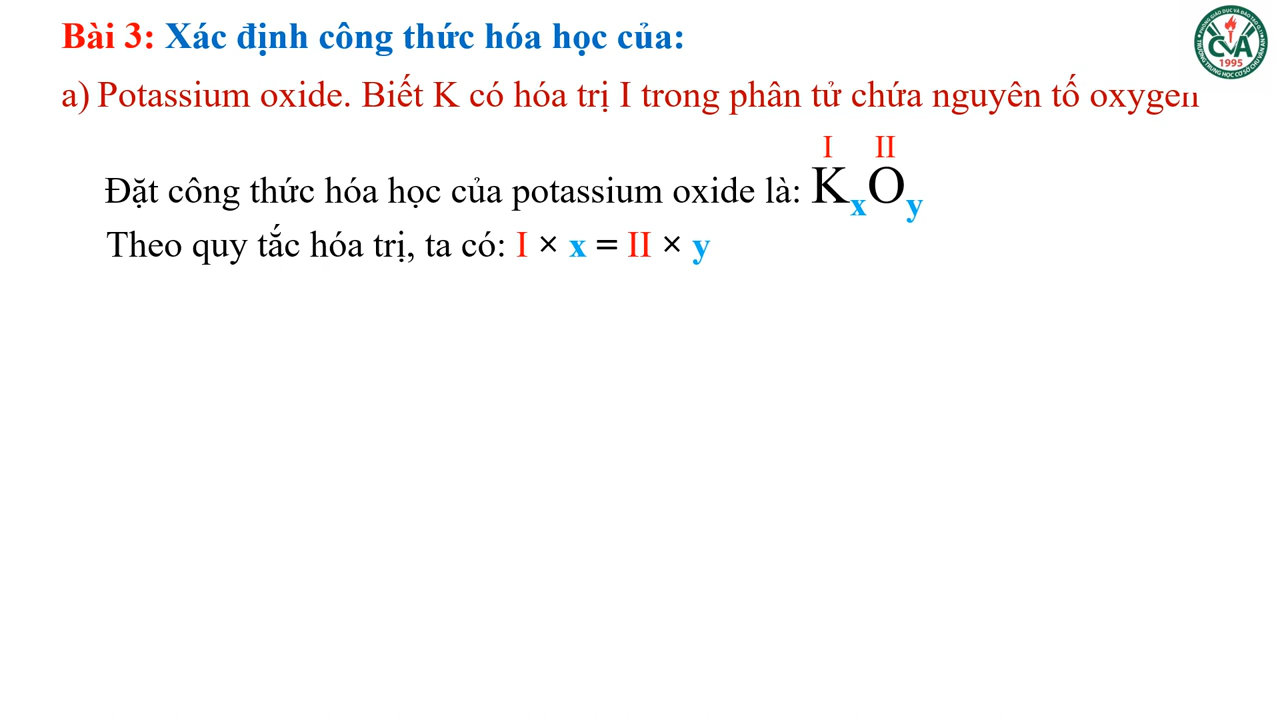 Bài 3: Xác định công thức hóa học của:
a) Potassium oxide. Biết K có hóa trị I trong phân tử chứa nguyên tố oxygen
I II
Đặt công thức hóa học của potassium oxide là: KxOy
Theo quy tắc hóa trị, ta có: I × x = II × y
CVA
1995